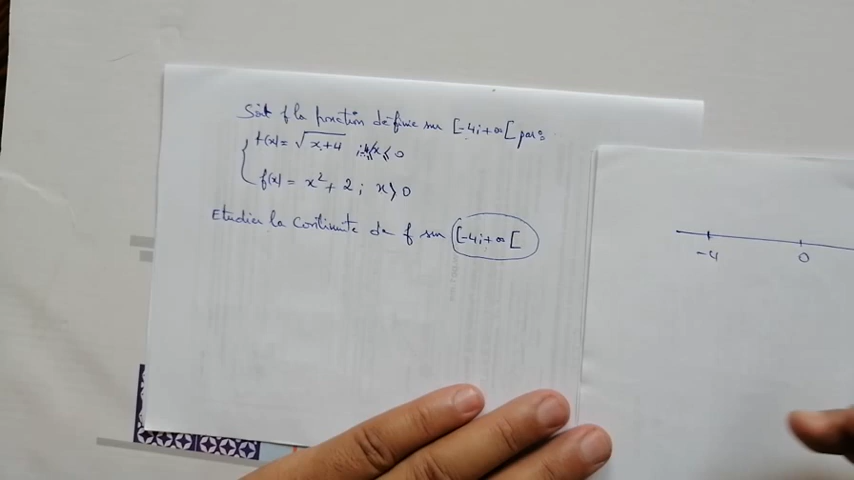 Soit f la fonction définie sur [-4; +∞[ par :
f(x) = √x+4 ; -4≤x≤0
f(x) = x² + 2 ; x>0
Etudier la Continuité de f sur [-4; +∞[
-4 0